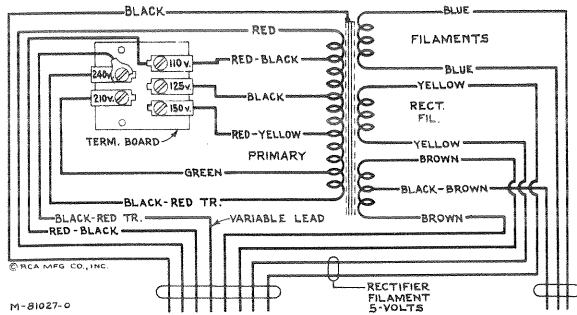 BLACK
BLUE
RED
FILAMENTS
RED-BLACK
110 v.
240v.
BLUE
125 v.
YELLOW
210v.
BLACK
RECT.
FIL.
150 v.
RED-YELLOW
TERM. BOARD
PRIMARY
YELLOW
BROWN
GREEN
BLACK-BROWN
BLACK-RED TR.
BLACK-RED TR.
VARIABLE LEAD
BROWN
RED-BLACK
© RCA MFG CO., INC.
RECTIFIER
FILAMENT
5-VOLTS
M-81027-0